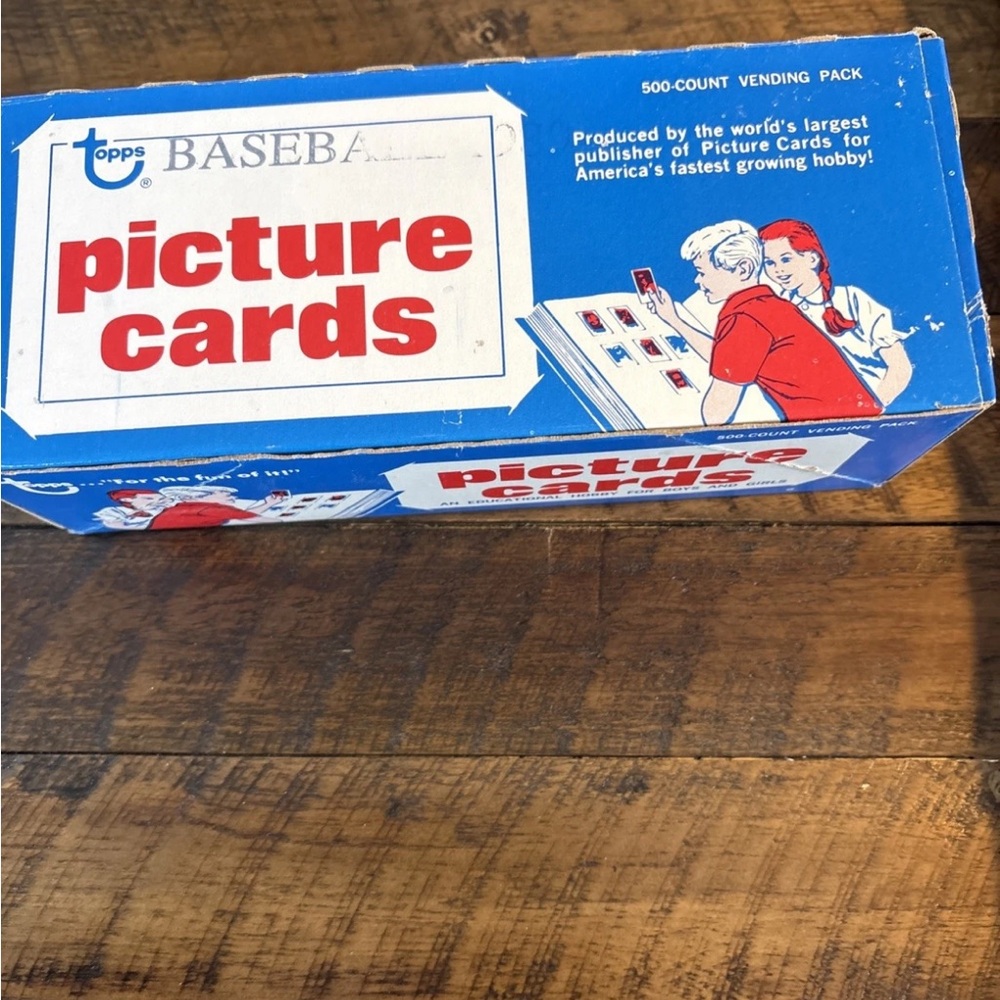 500-COUNT VENDING PACK
topps ® BASEBA
Produced by the world's largest
publisher of Picture Cards for
America's fastest growing hobby!
picture
cards
500-COUNT VENDING PACK
topps ..."For the fun of it!"
picture
cards
AN EDUCATIONAL HOBBY FOR BOYS AND GIRLS